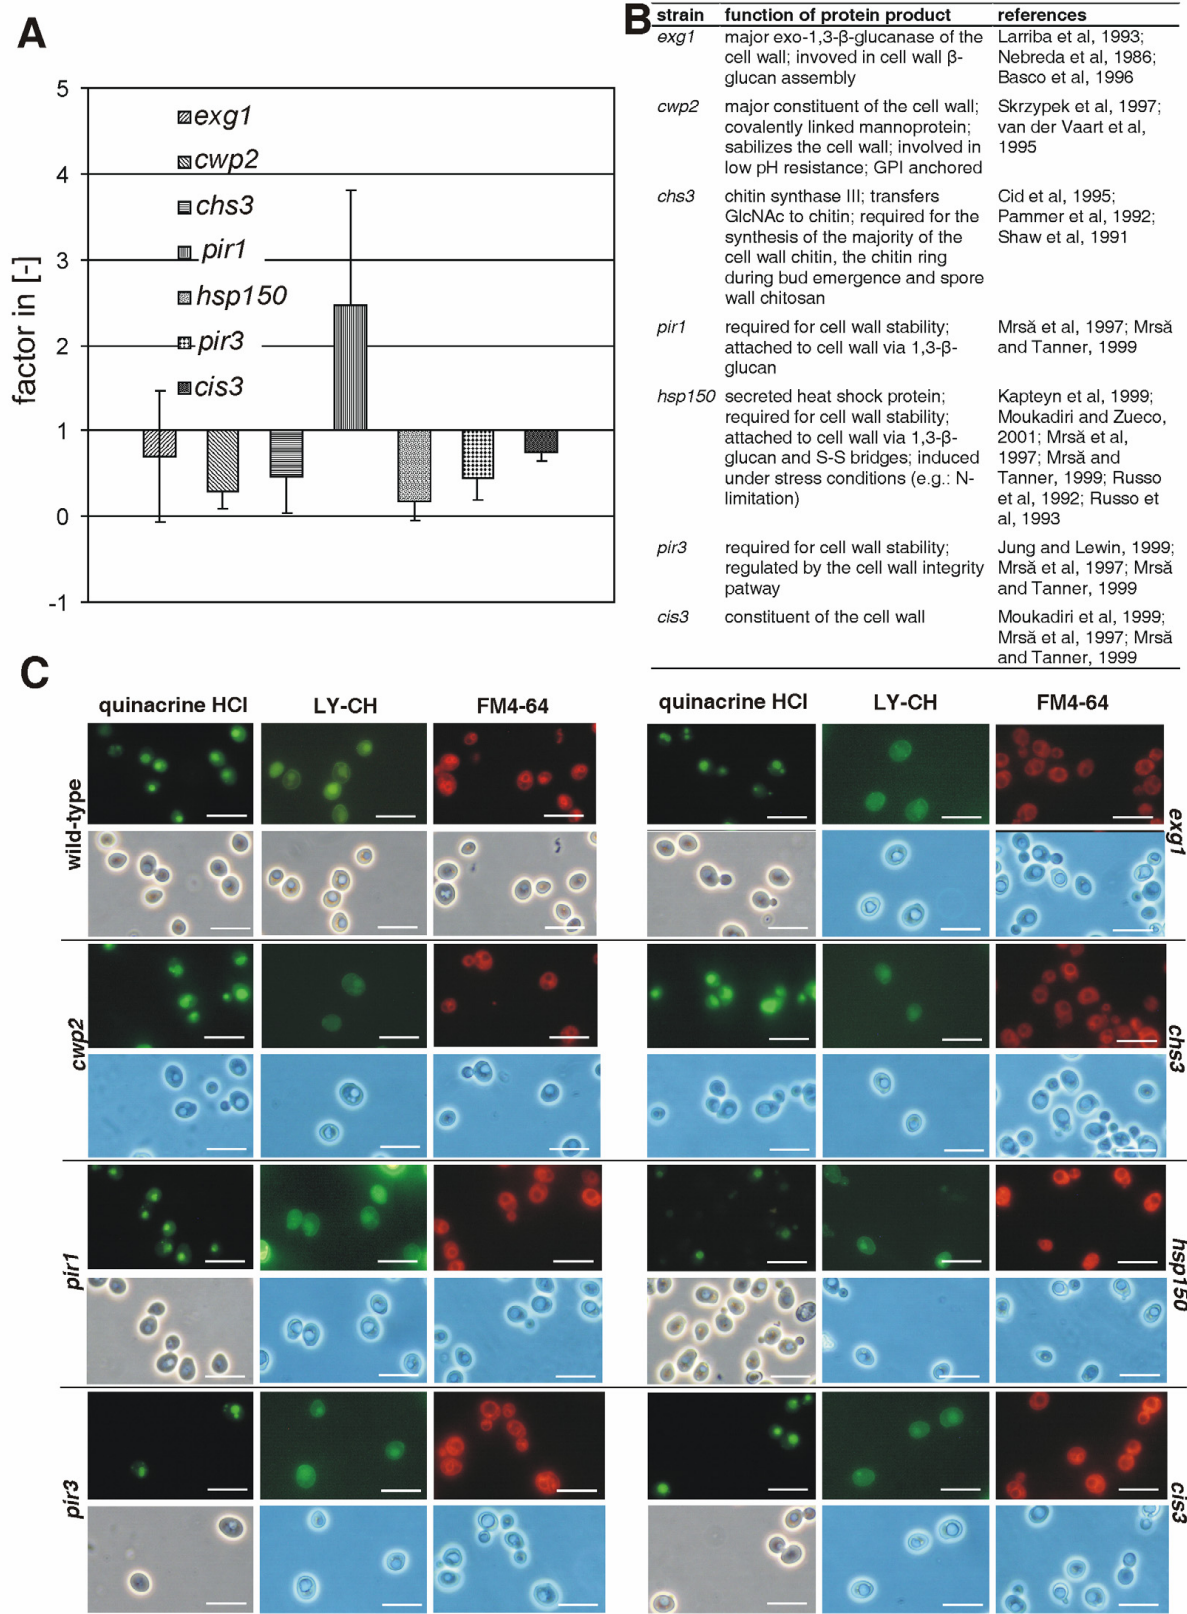 A
5
4
3
2
1
0
-1
factor in [-]
exg1
cwp2
chs3
pir1
hsp150
pir3
cis3
B
strain function of protein product references
exg1 major exo-1,3-β-glucanase of the Larriba et al, 1993;
cell wall; invoved in cell wall β- Nebreda et al, 1986;
glucan assembly Basco et al, 1996
cwp2 major constituent of the cell wall; Skrzypek et al, 1997;
covalently linked mannoprotein; van der Vaart et al,
sabilizes the cell wall; involved in 1995
low pH resistance; GPI anchored
chs3 chitin synthase III; transfers Cid et al, 1995;
GlcNAc to chitin; required for the Pammer et al, 1992;
synthesis of the majority of the Shaw et al, 1991
cell wall chitin, the chitin ring
during bud emergence and spore
wall chitosan
pir1 required for cell wall stability; Mrsă et al, 1997; Mrsă
attached to cell wall via 1,3-β- and Tanner, 1999
glucan
hsp150 secreted heat shock protein; Kapteyn et al, 1999;
required for cell wall stability; Moukadiri and Zueco,
attached to cell wall via 1,3-β- 2001; Mrsă et al,
glucan and S-S bridges; induced 1997; Mrsă and
under stress conditions (e.g.: N- Tanner, 1999; Russo
limitation) et al, 1992; Russo et
al, 1993
pir3 required for cell wall stability; Jung and Lewin, 1999;
regulated by the cell wall integrity Mrsă et al, 1997; Mrsă
patway and Tanner, 1999
cis3 constituent of the cell wall Moukadiri et al, 1999;
Mrsă et al, 1997; Mrsă
and Tanner, 1999
C
quinacrine HCl LY-CH FM4-64 quinacrine HCl LY-CH FM4-64
wild-type
exg1
cwp2
chs3
pir1
hsp150
pir3
cis3